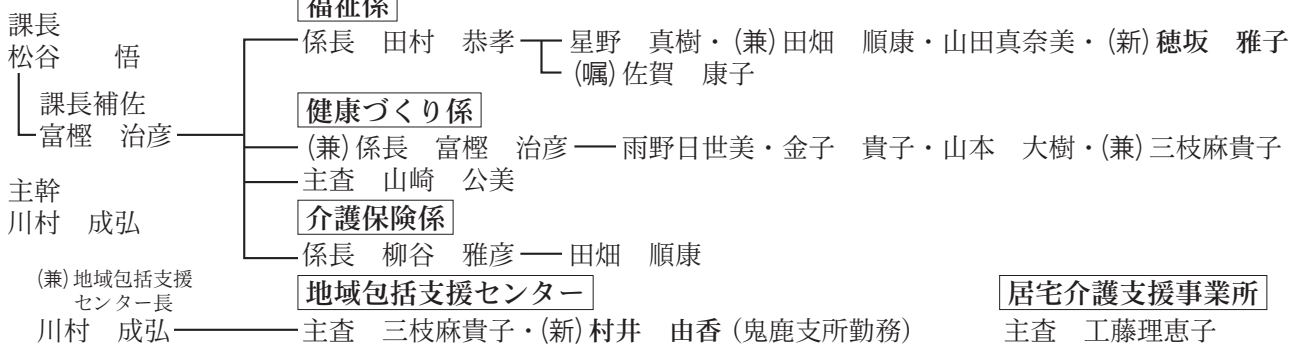 福祉係
課長
松谷　　悟
係長　田村　恭孝　星野　真樹・(兼)田畑　順康・山田真奈美・(新)穂坂　雅子
(嘱)佐賀　康子
課長補佐
富樫　治彦
健康づくり係
(兼)係長　富樫　治彦　雨野日世美・金子　貴子・山本　大樹・(兼)三枝麻貴子
主査　山崎　公美
主幹
川村　成弘
介護保険係
係長　柳谷　雅彦　田畑　順康
(兼)地域包括支援
センター長
川村　成弘
地域包括支援センター
主査　三枝麻貴子・(新)村井　由香（鬼鹿支所勤務）
居宅介護支援事業所
主査　工藤理恵子